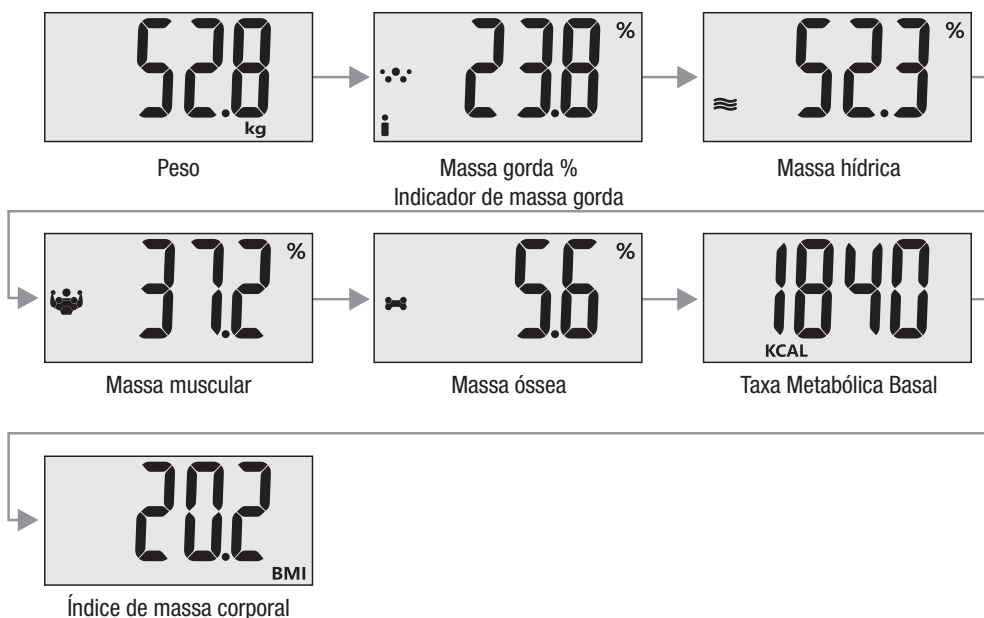 52.8
kg
Peso
23.8 %
Massa gorda %
Indicador de massa gorda
52.3 %
Massa hídrica
37.2 %
Massa muscular
5.6 %
Massa óssea
1840
KCAL
Taxa Metabólica Basal
20.2
BMI
Índice de massa corporal